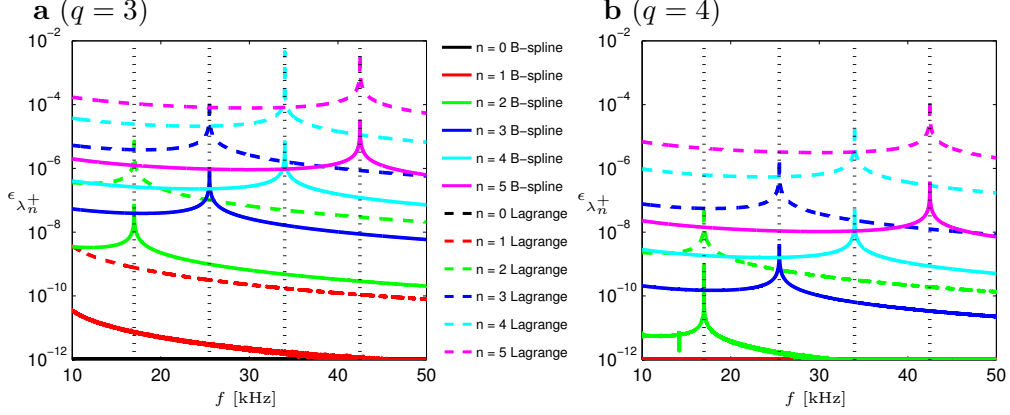 a (q = 3)
10⁻²
10⁻⁴
10⁻⁶
10⁻⁸
10⁻¹⁰
10⁻¹²
ϵλₙ⁺
10 20 30 40 50
f [kHz]
n = 0 B−spline
n = 1 B−spline
n = 2 B−spline
n = 3 B−spline
n = 4 B−spline
n = 5 B−spline
n = 0 Lagrange
n = 1 Lagrange
n = 2 Lagrange
n = 3 Lagrange
n = 4 Lagrange
n = 5 Lagrange
b (q = 4)
10⁻²
10⁻⁴
10⁻⁶
10⁻⁸
10⁻¹⁰
10⁻¹²
ϵλₙ⁺
10 20 30 40 50
f [kHz]